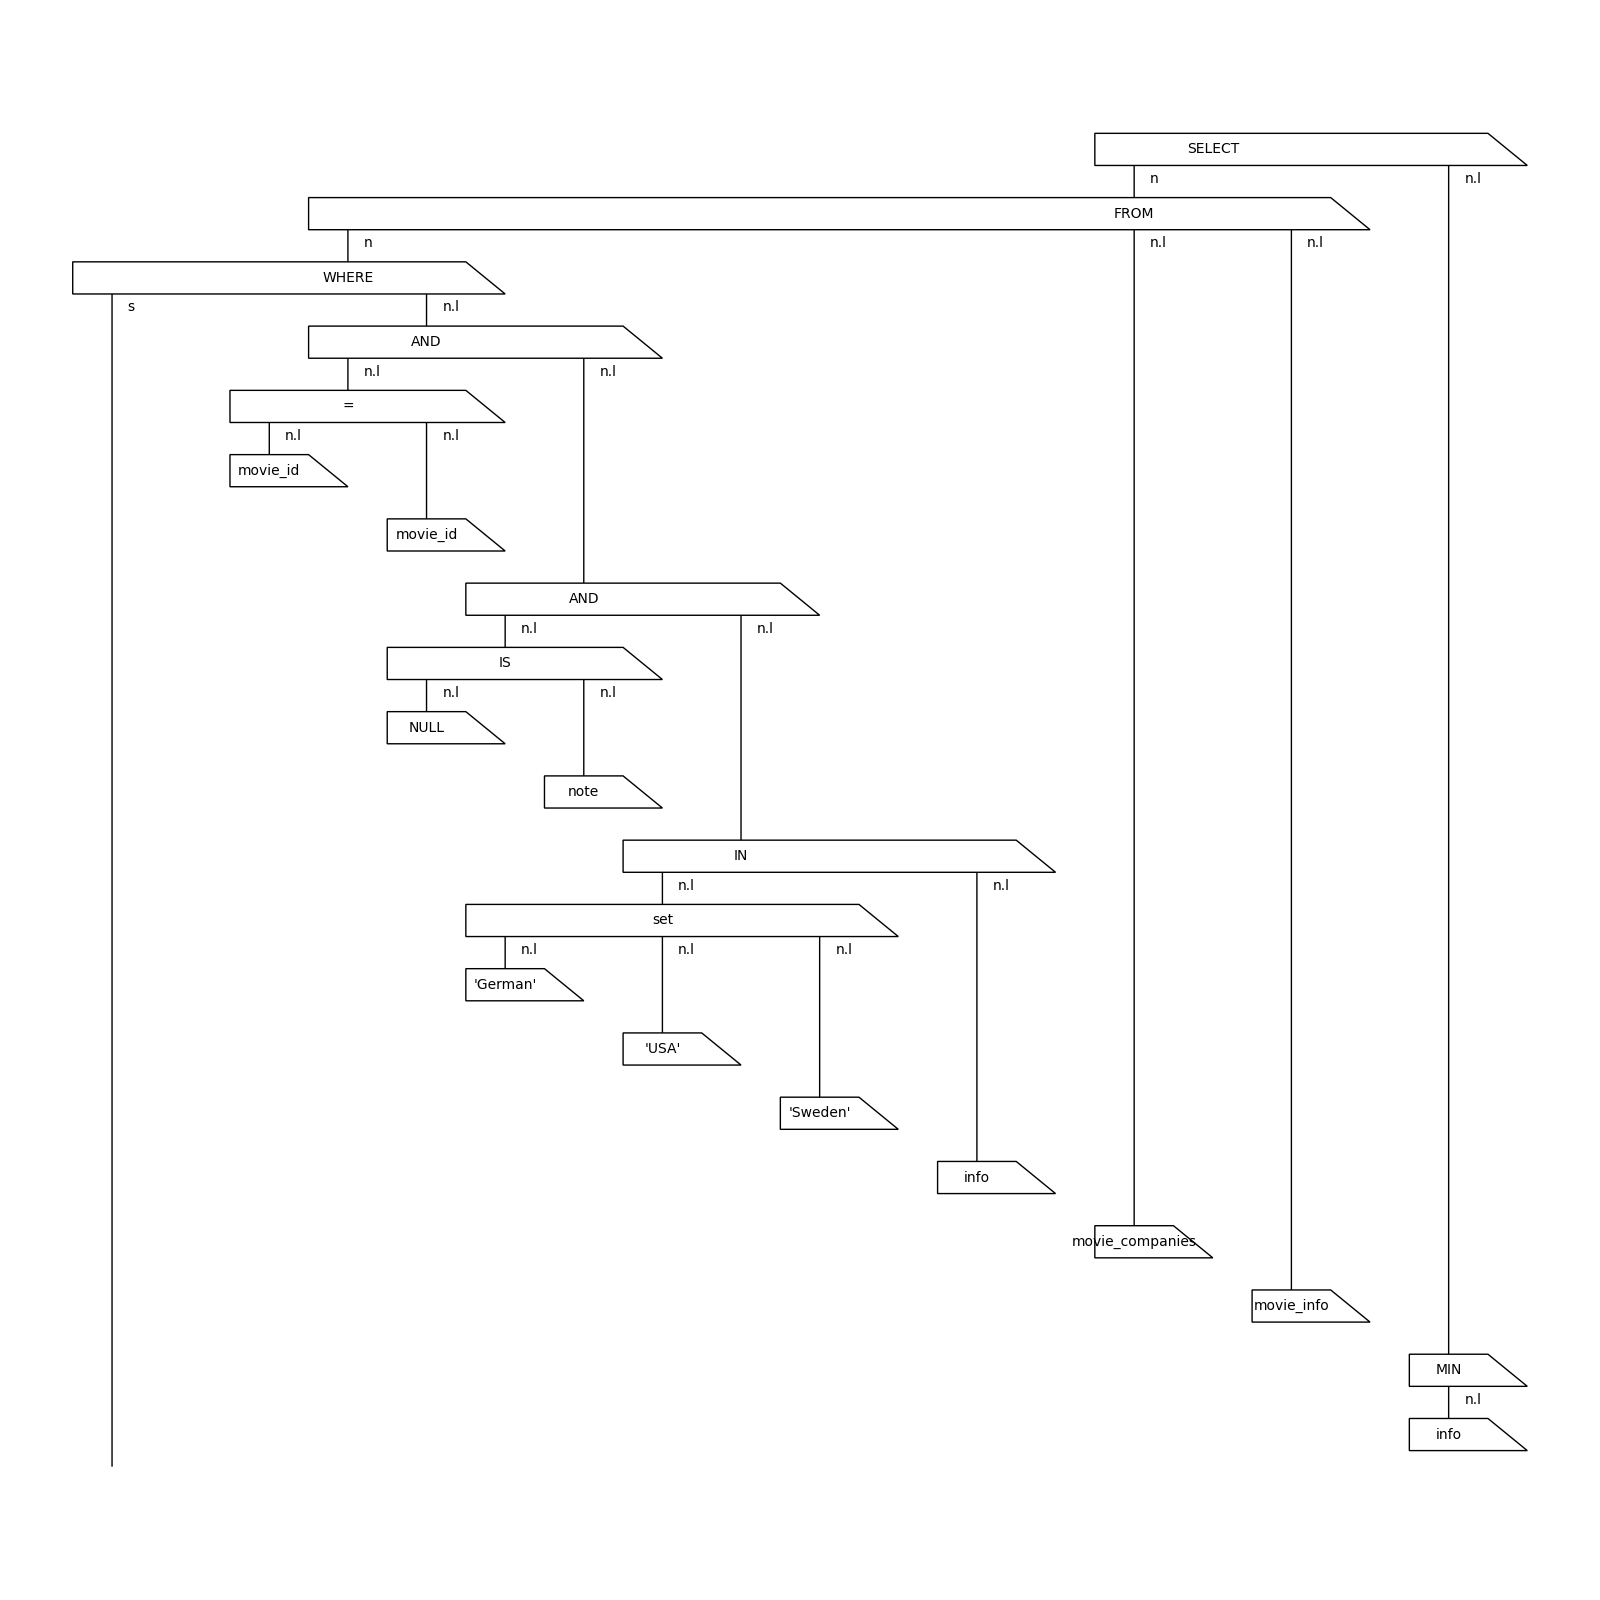 SELECT
n n.l
FROM
n n.l n.l
WHERE
s n.l
AND
n.l n.l
=
n.l n.l
movie_id
movie_id
AND
n.l n.l
IS
n.l n.l
NULL
note
IN
n.l n.l
set
n.l n.l n.l
'German'
'USA'
'Sweden'
info
movie_companies
movie_info
MIN
n.l
info